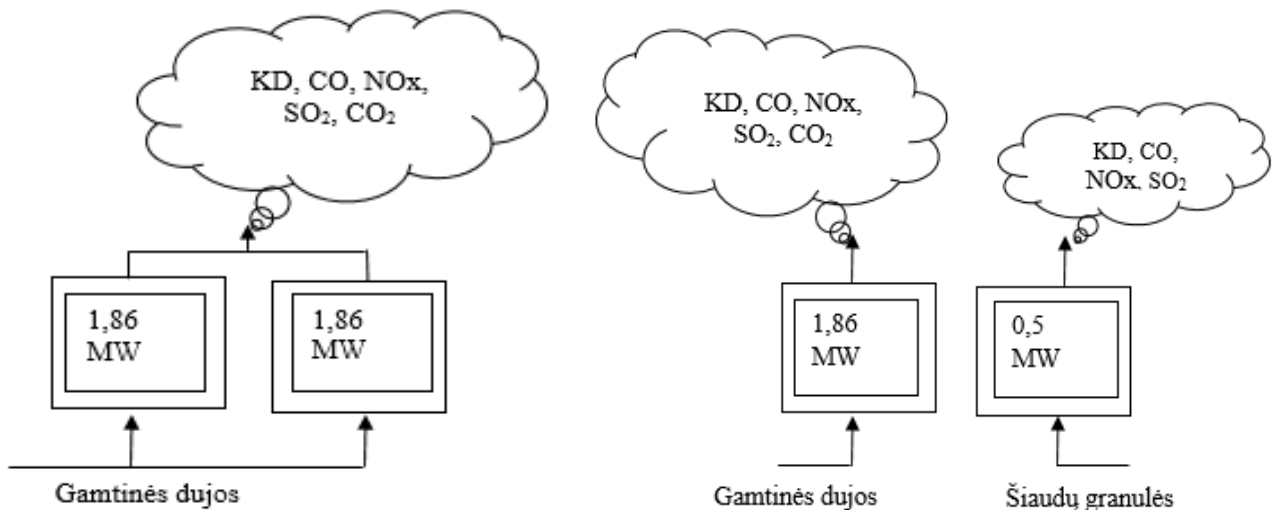 KD, CO, NOx,
SO₂, CO₂
1,86
MW
1,86
MW
Gamtinės dujos
KD, CO, NOx,
SO₂, CO₂
1,86
MW
Gamtinės dujos
KD, CO,
NOx, SO₂
0,5
MW
Šiaudų granulės